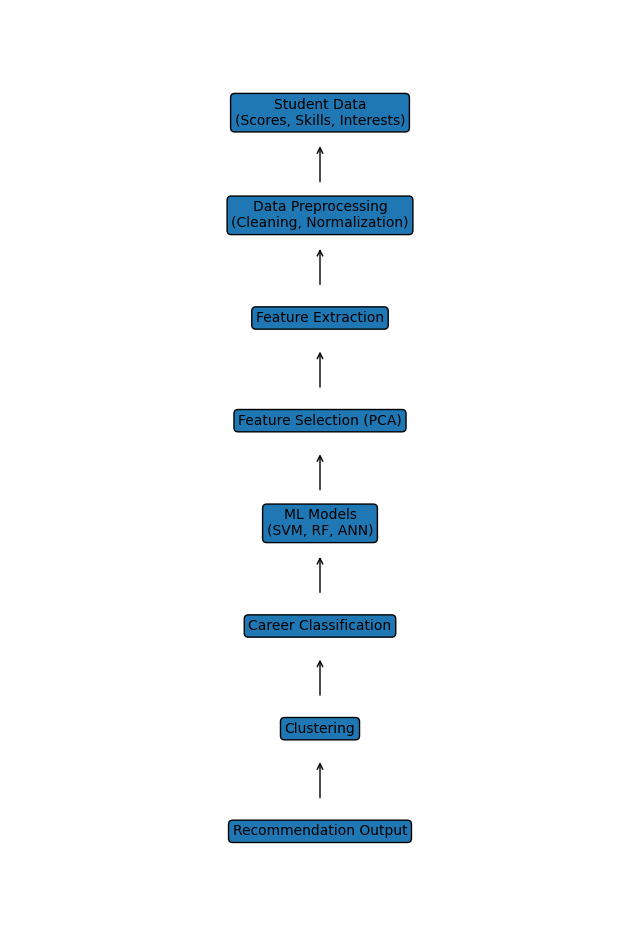 Student Data
(Scores, Skills, Interests)
Data Preprocessing
(Cleaning, Normalization)
Feature Extraction
Feature Selection (PCA)
ML Models
(SVM, RF, ANN)
Career Classification
Clustering
Recommendation Output